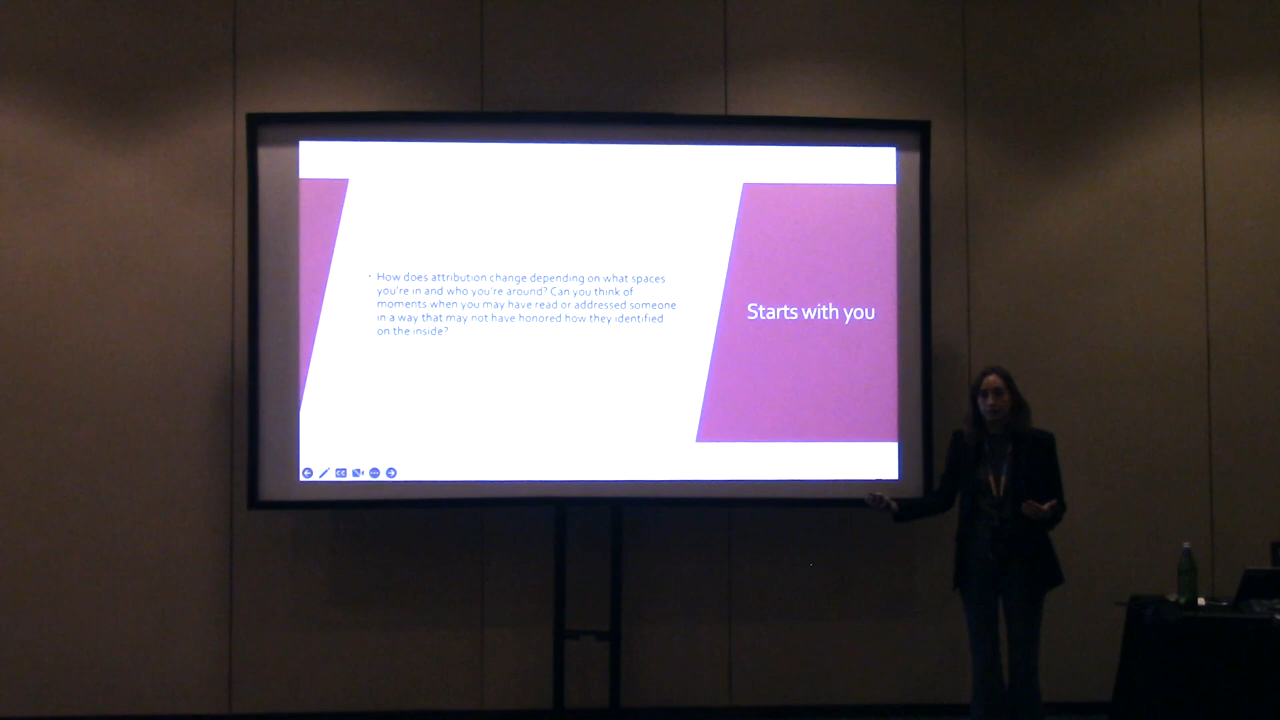 How does attribution change depending on what spaces
you're in and who you're around? Can you think of
moments when you may have read or addressed someone
in a way that may not have honored how they identified
on the inside?
Starts with you
CC